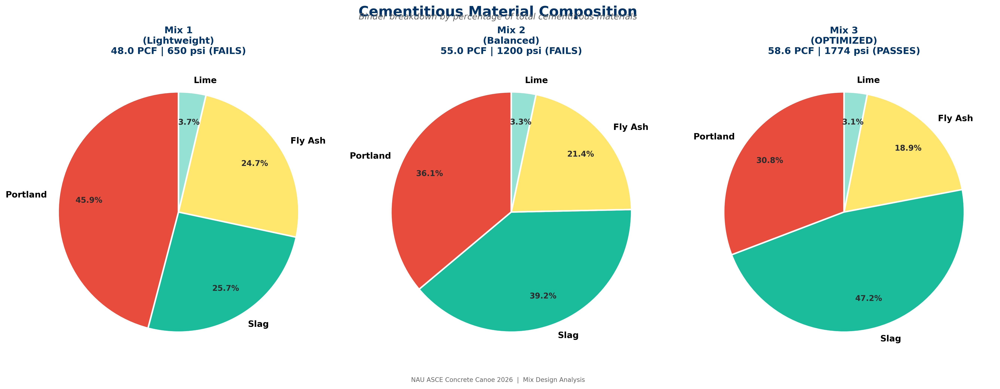 Cementitious Material Composition
Binder breakdown by percentage of total cementitious materials
Mix 1
(Lightweight)
48.0 PCF | 650 psi (FAILS)
Lime
3.7%
Fly Ash
24.7%
Portland
45.9%
25.7%
Slag
Mix 2
(Balanced)
55.0 PCF | 1200 psi (FAILS)
Lime
3.3%
Fly Ash
21.4%
Portland
36.1%
39.2%
Slag
Mix 3
(OPTIMIZED)
58.6 PCF | 1774 psi (PASSES)
Lime
3.1%
Fly Ash
18.9%
Portland
30.8%
47.2%
Slag
NAU ASCE Concrete Canoe 2026 | Mix Design Analysis